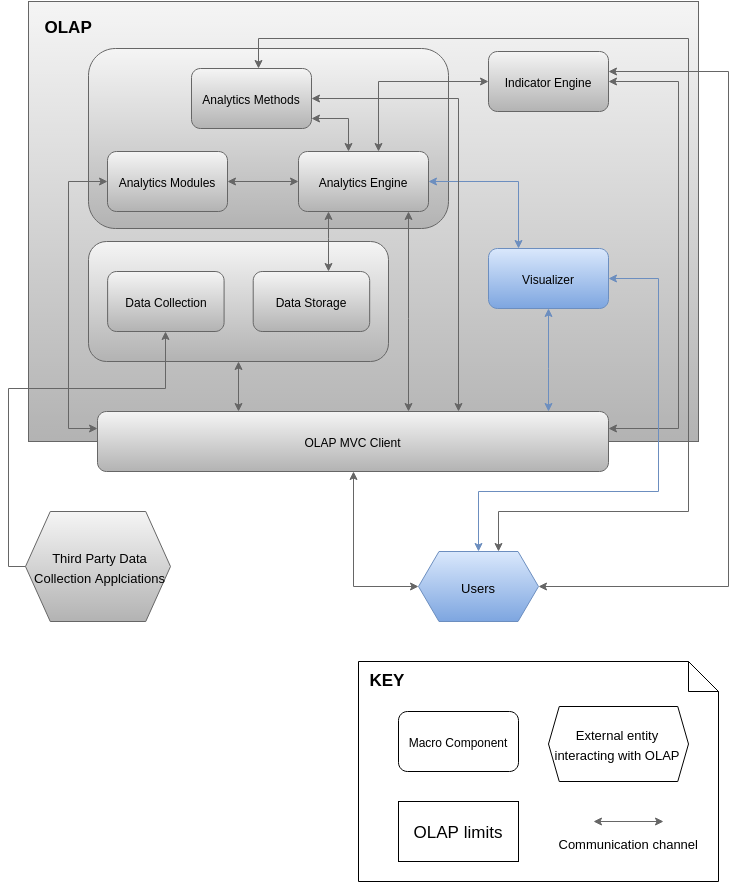 OLAP
Analytics Methods
Indicator Engine
Analytics Modules
Analytics Engine
Data Collection
Data Storage
Visualizer
OLAP MVC Client
Third Party Data
Collection Applciations
Users
KEY
Macro Component
External entity
interacting with OLAP
OLAP limits
Communication channel